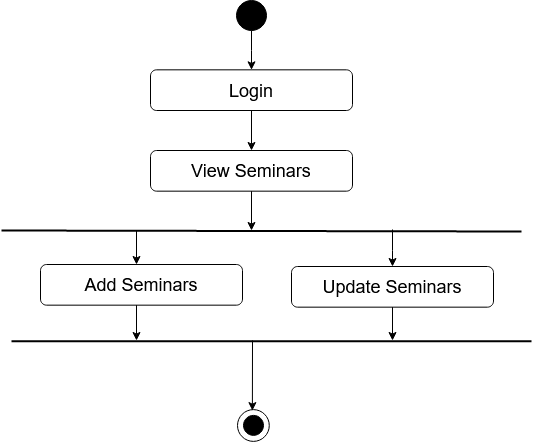 Login
View Seminars
Add Seminars
Update Seminars